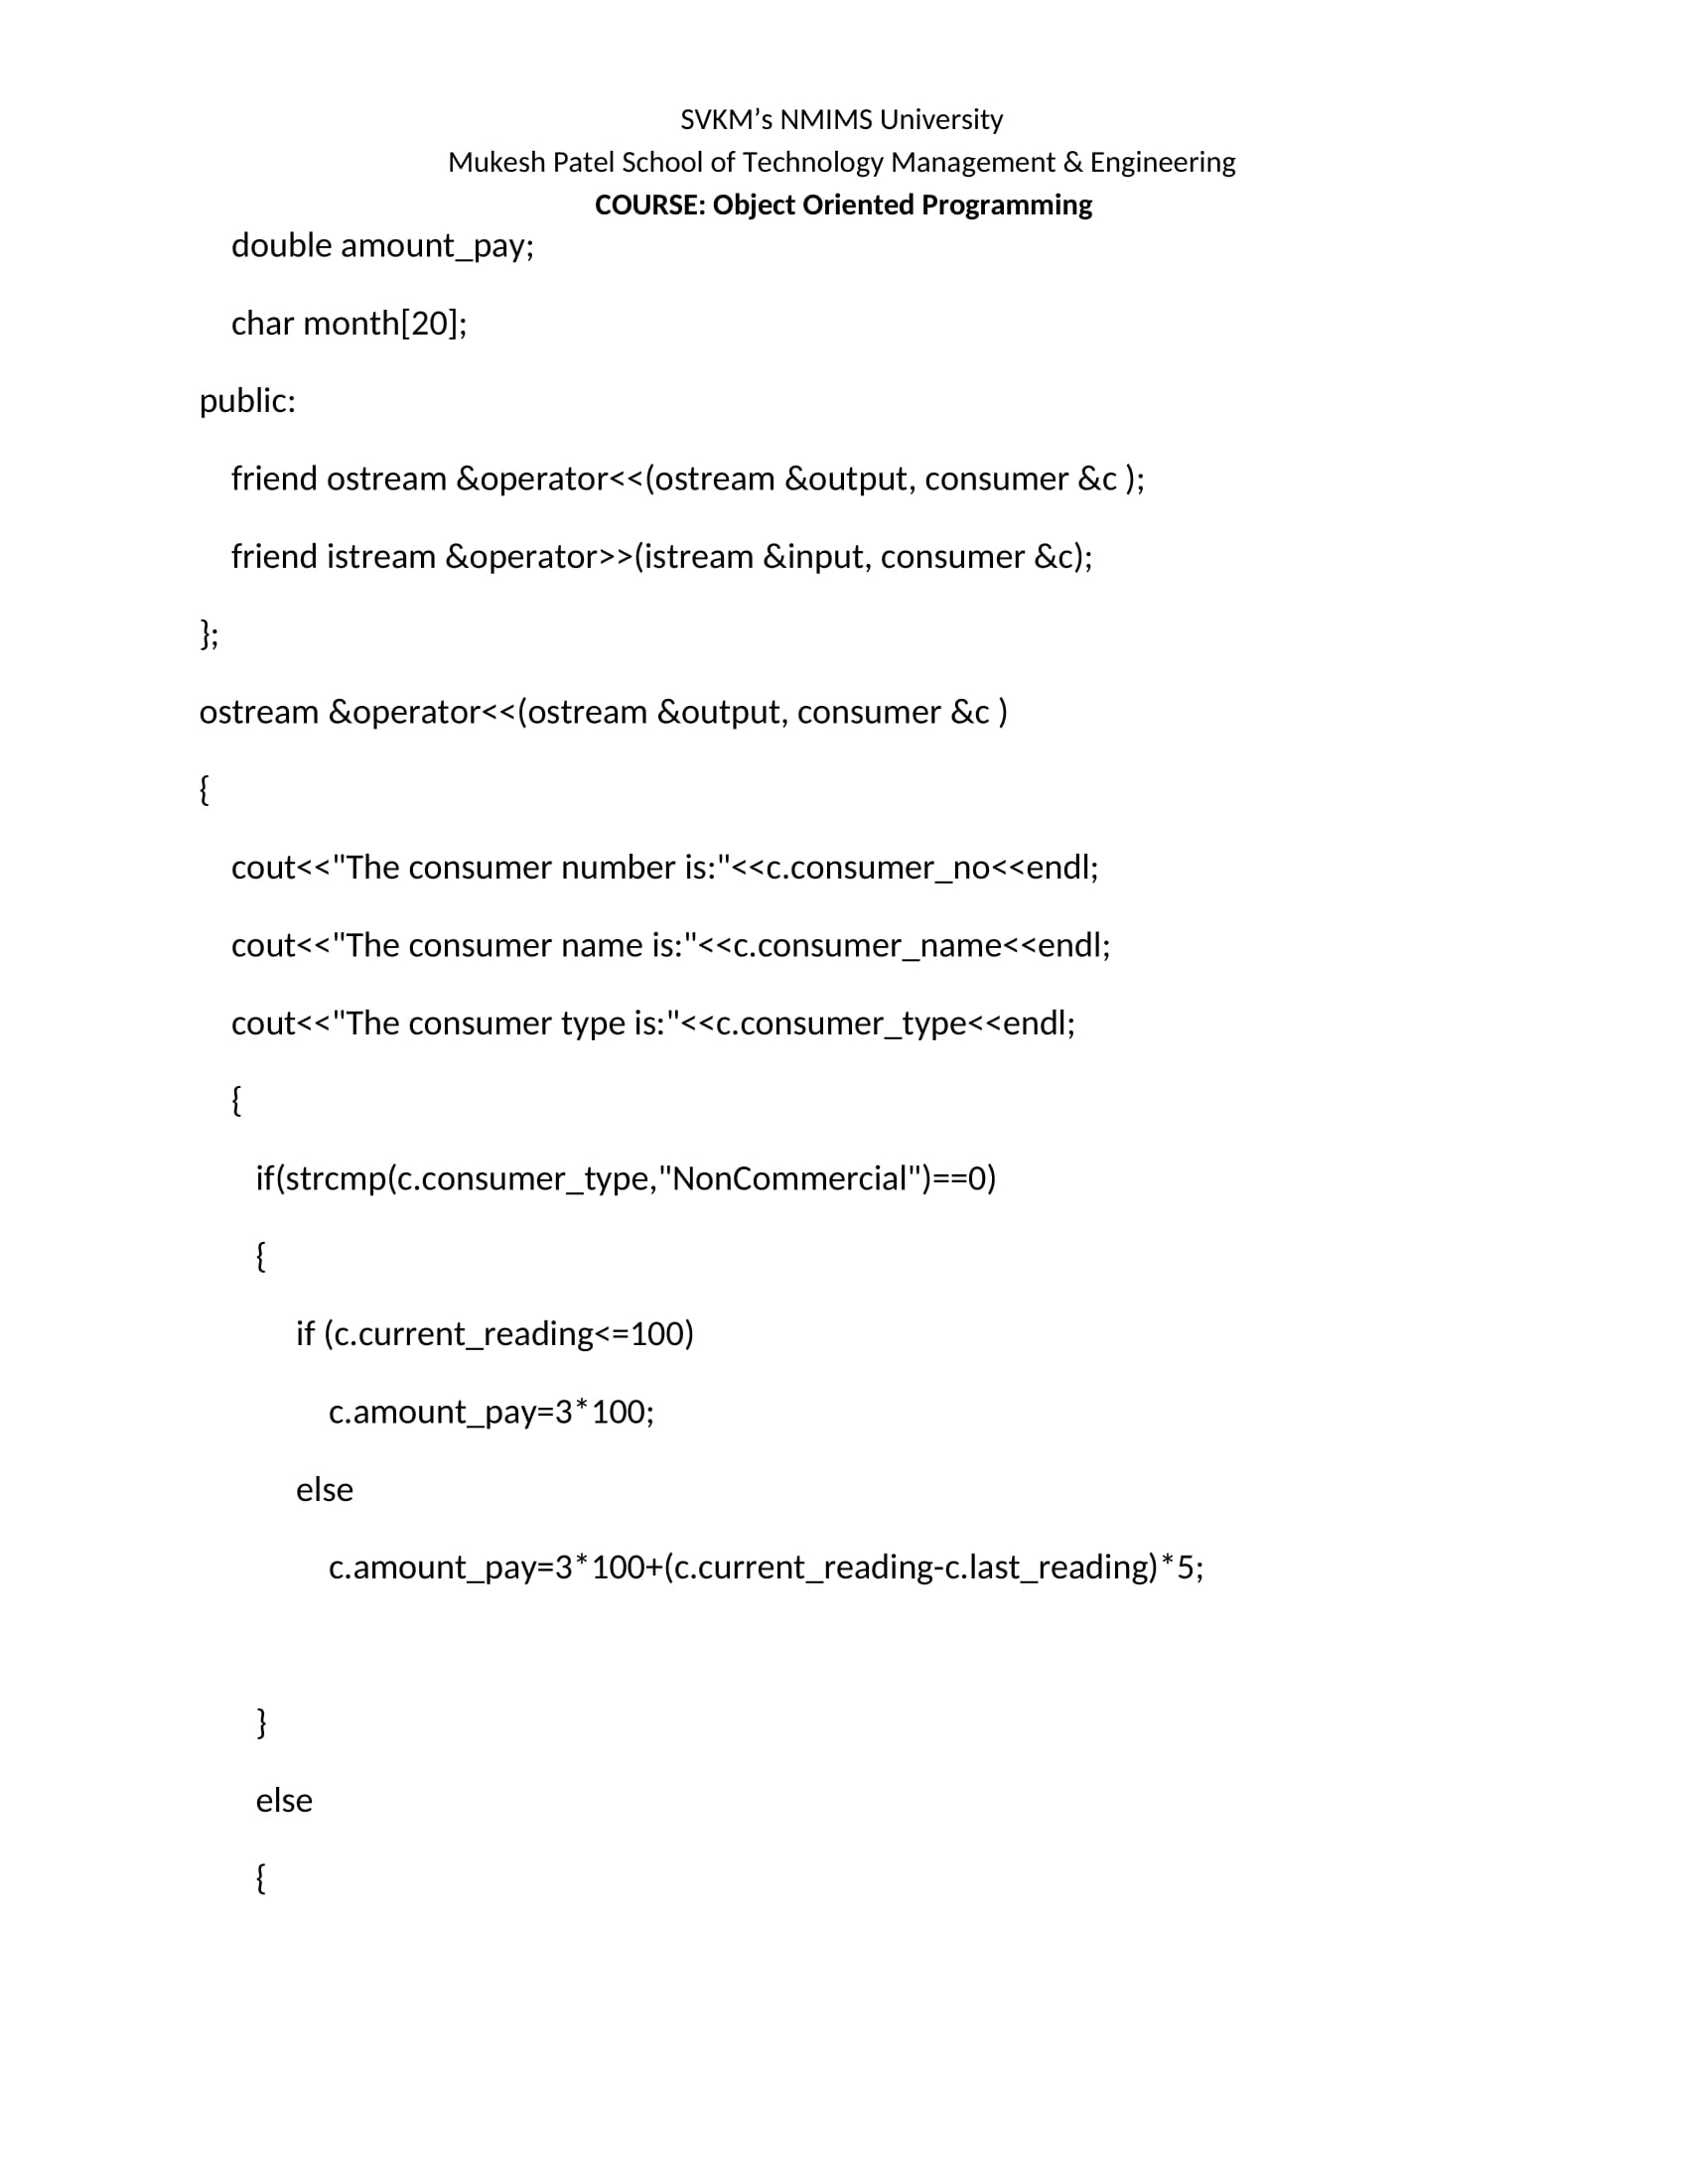 SVKM’s NMIMS University
Mukesh Patel School of Technology Management & Engineering
COURSE: Object Oriented Programming
double amount_pay;
char month[20];
public:
friend ostream &operator<<(ostream &output, consumer &c );
friend istream &operator>>(istream &input, consumer &c);
};
ostream &operator<<(ostream &output, consumer &c )
{
cout<<"The consumer number is:"<<c.consumer_no<<endl;
cout<<"The consumer name is:"<<c.consumer_name<<endl;
cout<<"The consumer type is:"<<c.consumer_type<<endl;
{
if(strcmp(c.consumer_type,"NonCommercial")==0)
{
if (c.current_reading<=100)
c.amount_pay=3*100;
else
c.amount_pay=3*100+(c.current_reading-c.last_reading)*5;
}
else
{